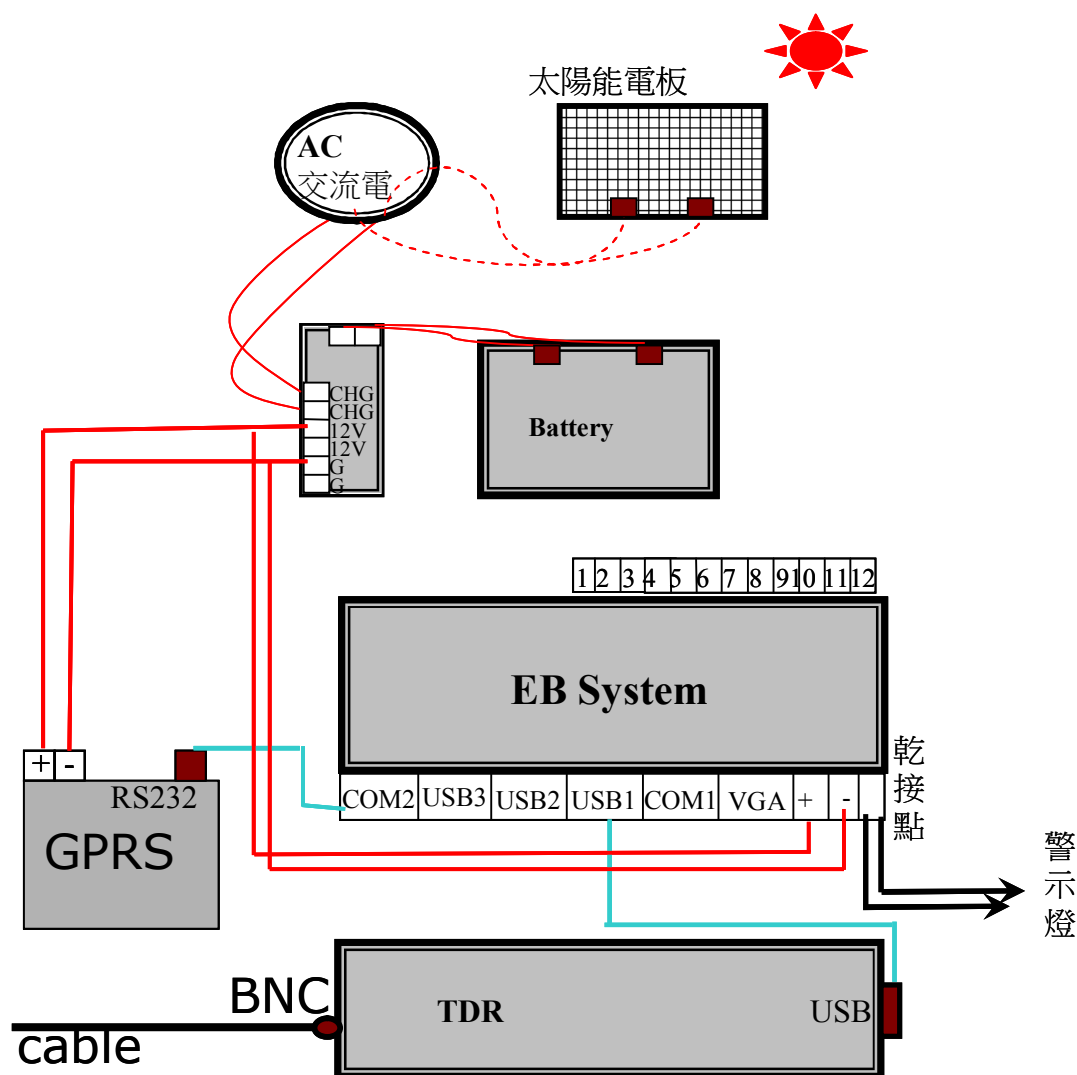 太陽能電板
AC
交流電
CHG
CHG
12V
12V
G
G
Battery
1 2 3 4 5 6 7 8 9 10 11 12
EB System
乾接點
COM2 USB3 USB2 USB1 COM1 VGA + -
+ -
RS232
GPRS
警示燈
BNC
TDR
USB
cable